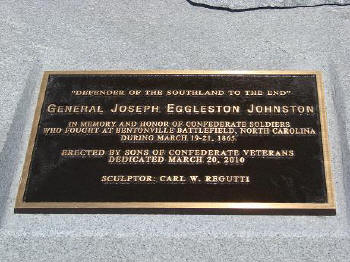 "DEFENDER OF THE SOUTHLAND TO THE END"
GENERAL JOSEPH EGGLESTON JOHNSTON
IN MEMORY AND HONOR OF CONFEDERATE SOLDIERS
WHO FOUGHT AT BENTONVILLE BATTLEFIELD, NORTH CAROLINA
DURING MARCH 19-21, 1865.
ERECTED BY SONS OF CONFEDERATE VETERANS
DEDICATED MARCH 20, 2010
SCULPTOR: CARL W. REGUTTI